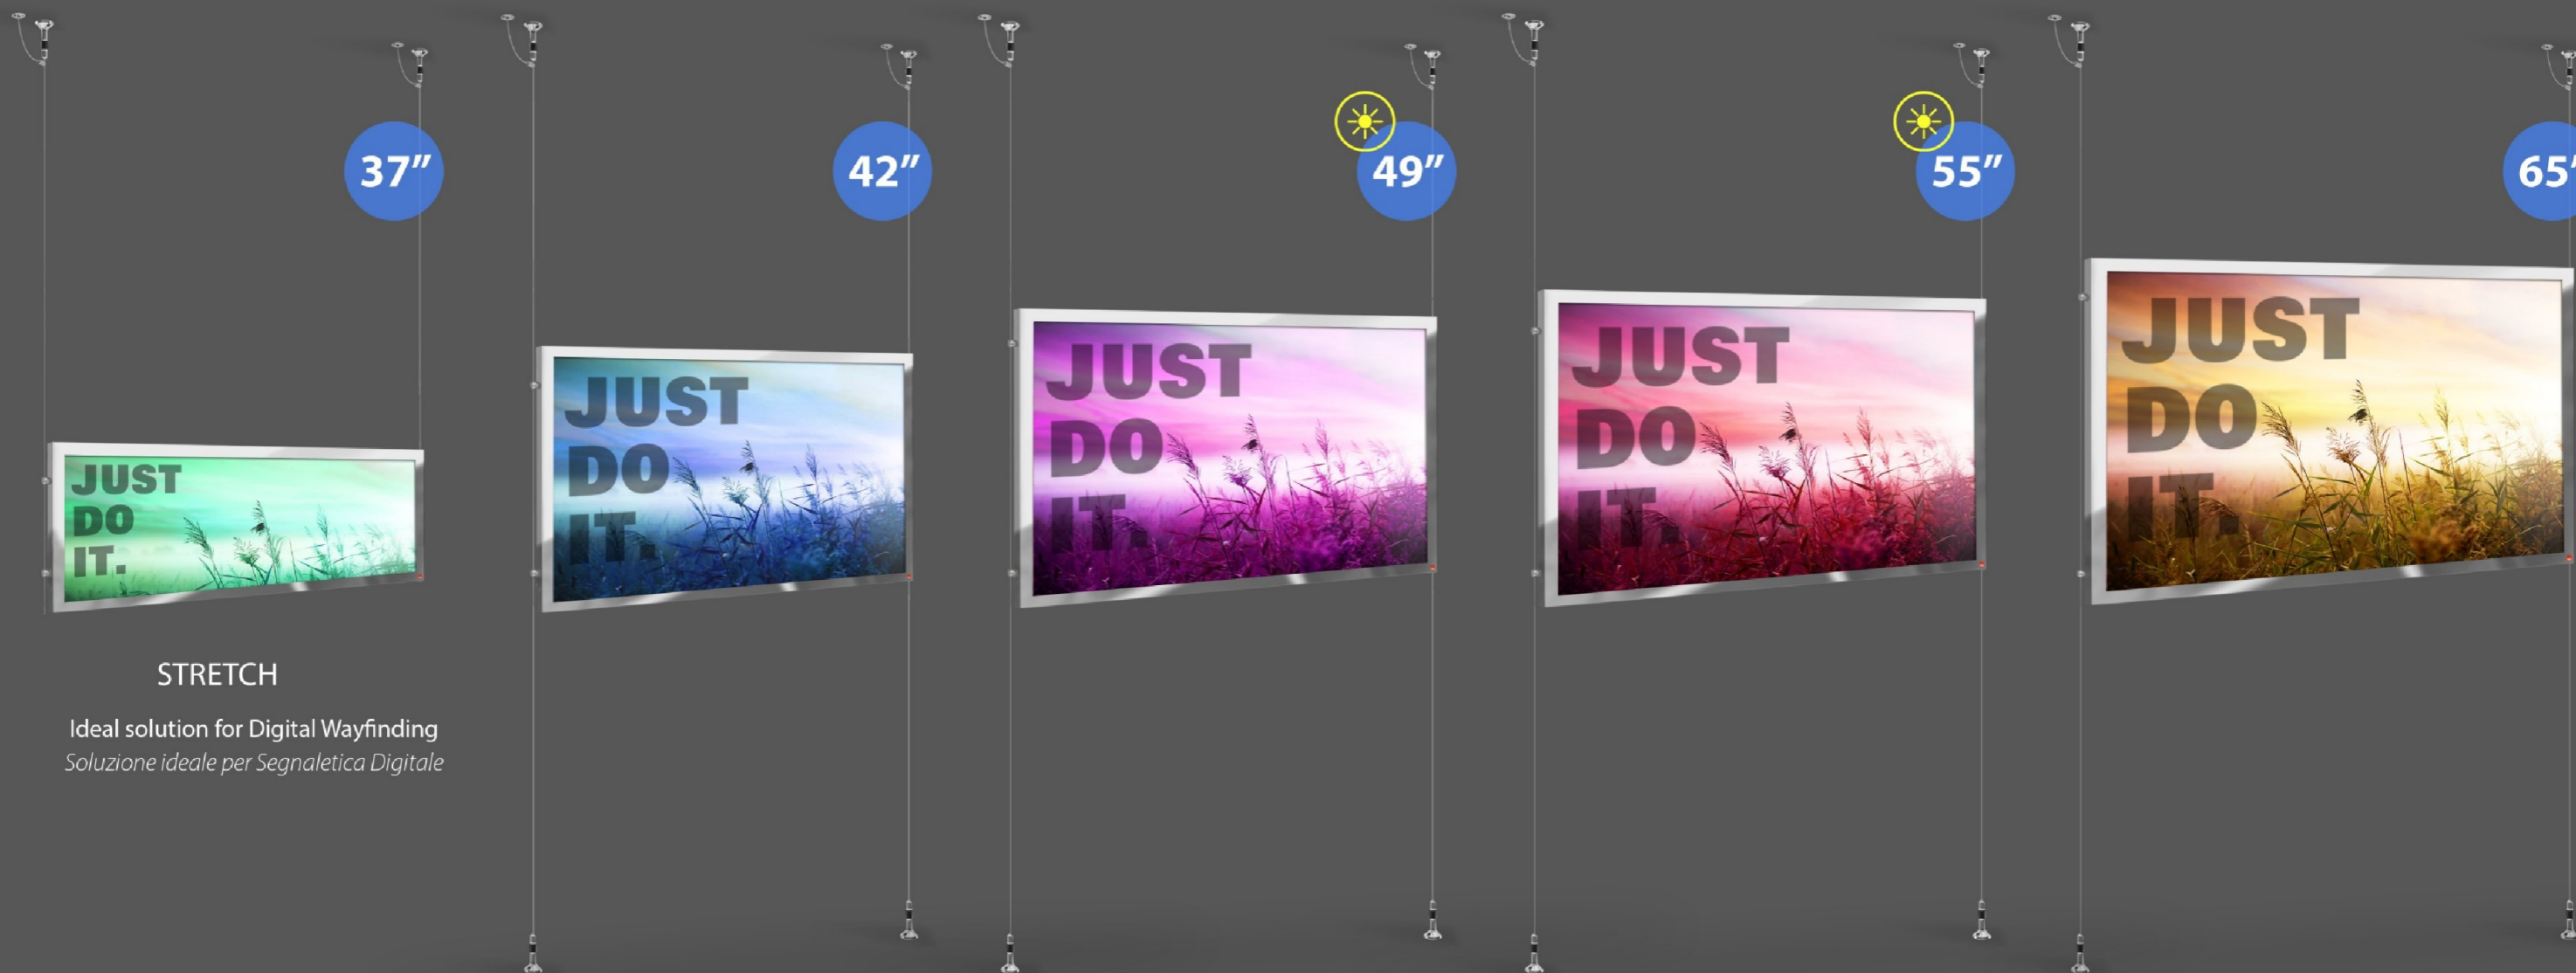 37”
42”
49”
55”
65”
JUST
DO
IT.
JUST
DO
IT.
JUST
DO
IT.
JUST
DO
IT.
JUST
DO
IT.
STRETCH
Ideal solution for Digital Wayfinding
Soluzione ideale per Segnaletica Digitale